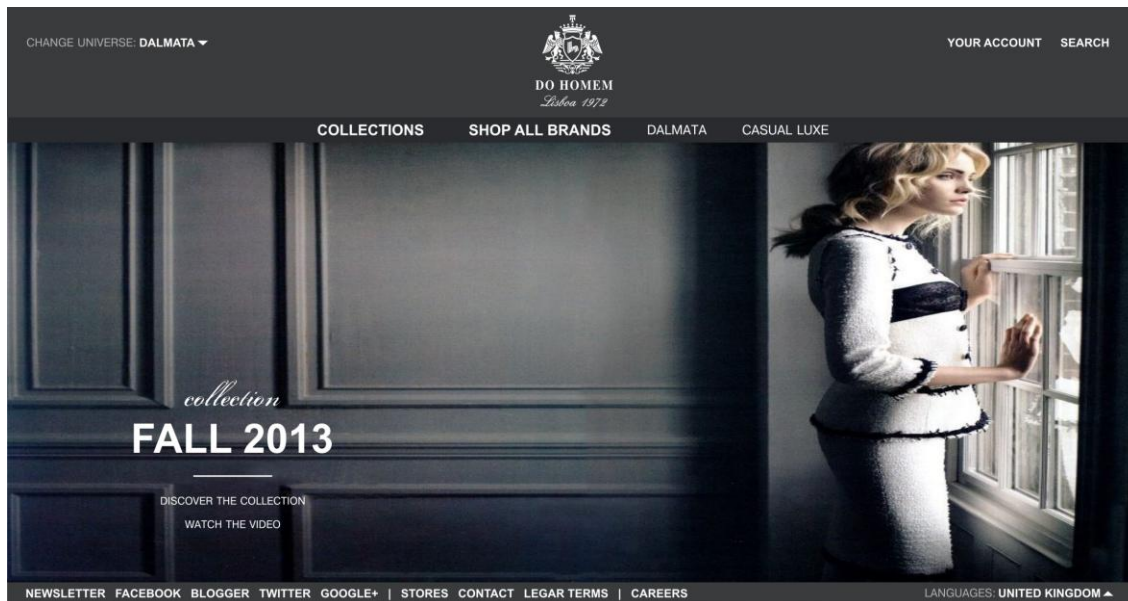 CHANGE UNIVERSE: DALMATA
DO HOMEM
Lisboa 1972
YOUR ACCOUNT SEARCH
COLLECTIONS SHOP ALL BRANDS DALMATA CASUAL LUXE
collection
FALL 2013
DISCOVER THE COLLECTION
WATCH THE VIDEO
NEWSLETTER FACEBOOK BLOGGER TWITTER GOOGLE+ | STORES CONTACT LEGAR TERMS | CAREERS
LANGUAGES: UNITED KINGDOM